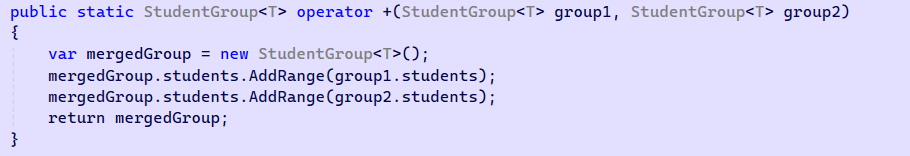 public static StudentGroup<T> operator +(StudentGroup<T> group1, StudentGroup<T> group2)
{
    var mergedGroup = new StudentGroup<T>();
    mergedGroup.students.AddRange(group1.students);
    mergedGroup.students.AddRange(group2.students);
    return mergedGroup;
}